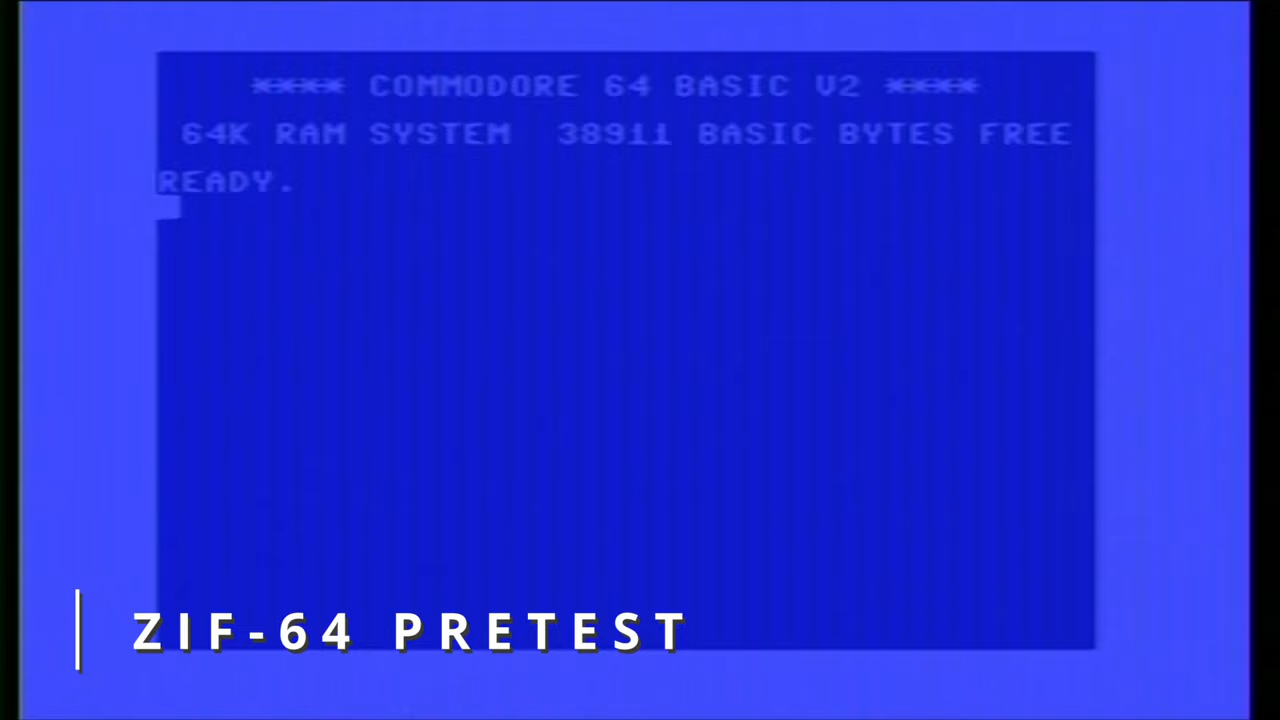 **** COMMODORE 64 BASIC V2 ****
64K RAM SYSTEM  38911 BASIC BYTES FREE
READY.
ZIF-64 PRETEST